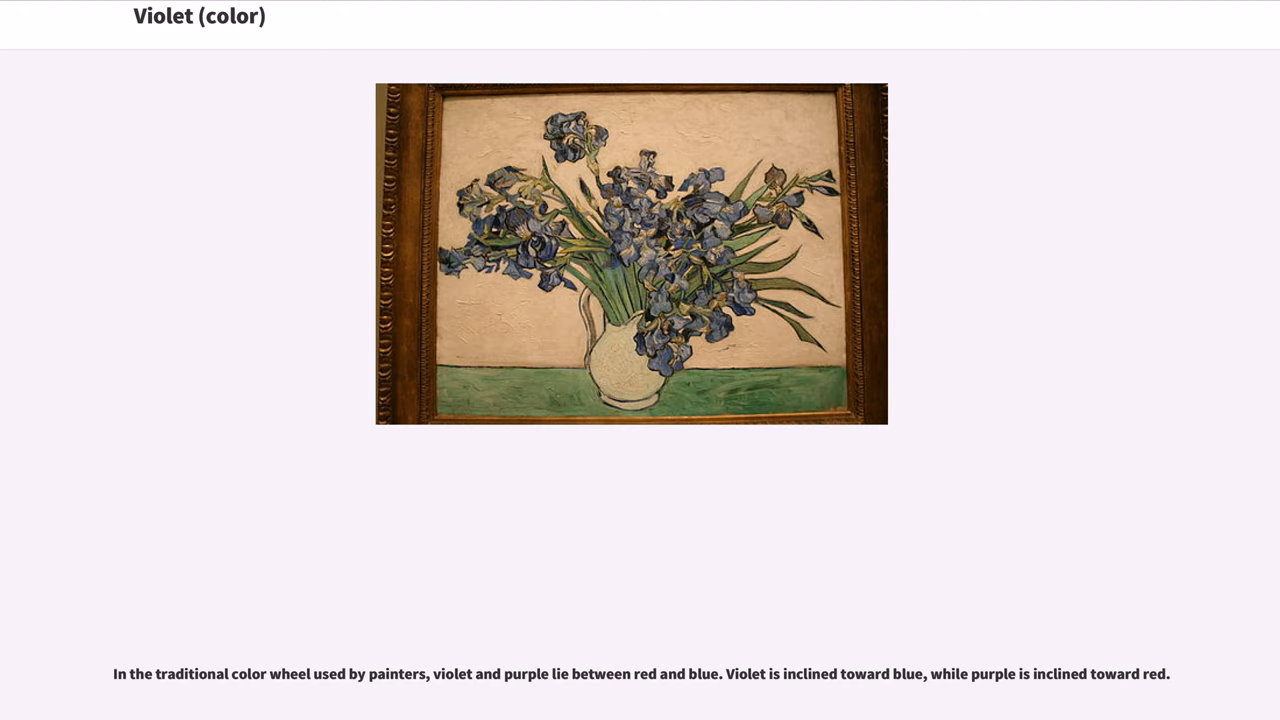 Violet (color)
In the traditional color wheel used by painters, violet and purple lie between red and blue. Violet is inclined toward blue, while purple is inclined toward red.